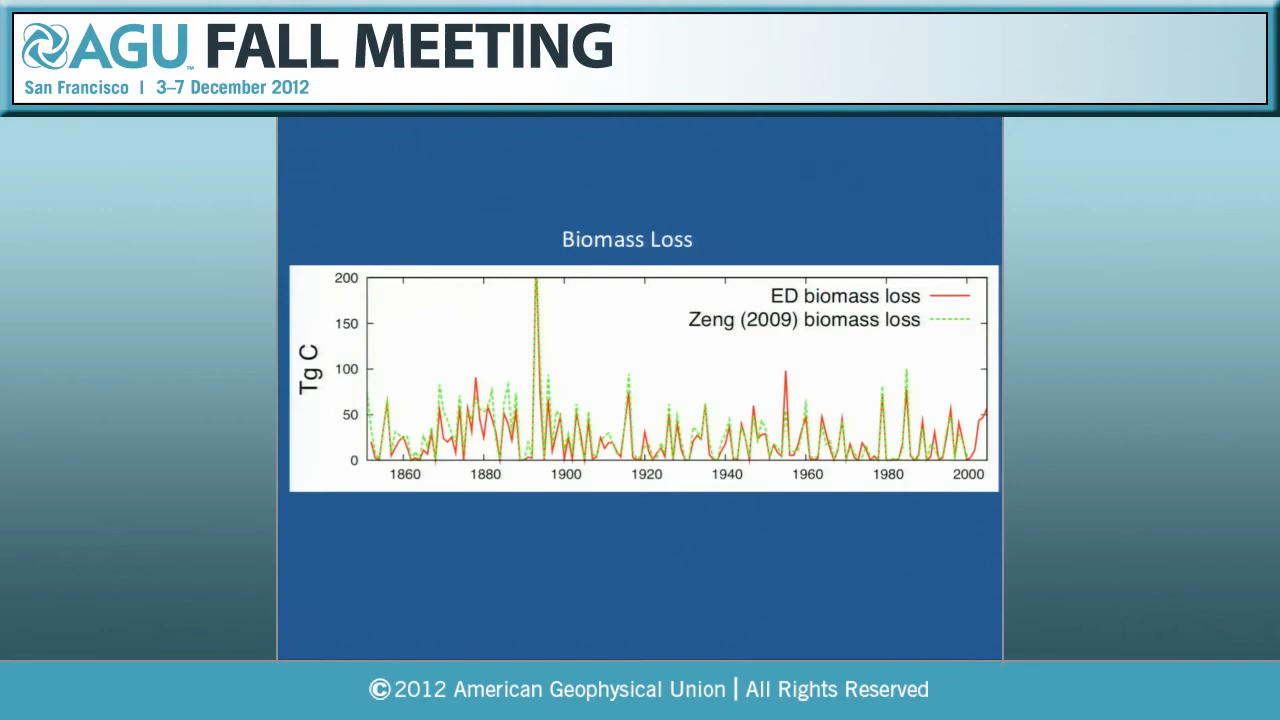 AGU™ FALL MEETING
San Francisco | 3–7 December 2012
Biomass Loss
200
150
100
50
0
Tg C
ED biomass loss
Zeng (2009) biomass loss
1860 1880 1900 1920 1940 1960 1980 2000
©2012 American Geophysical Union | All Rights Reserved